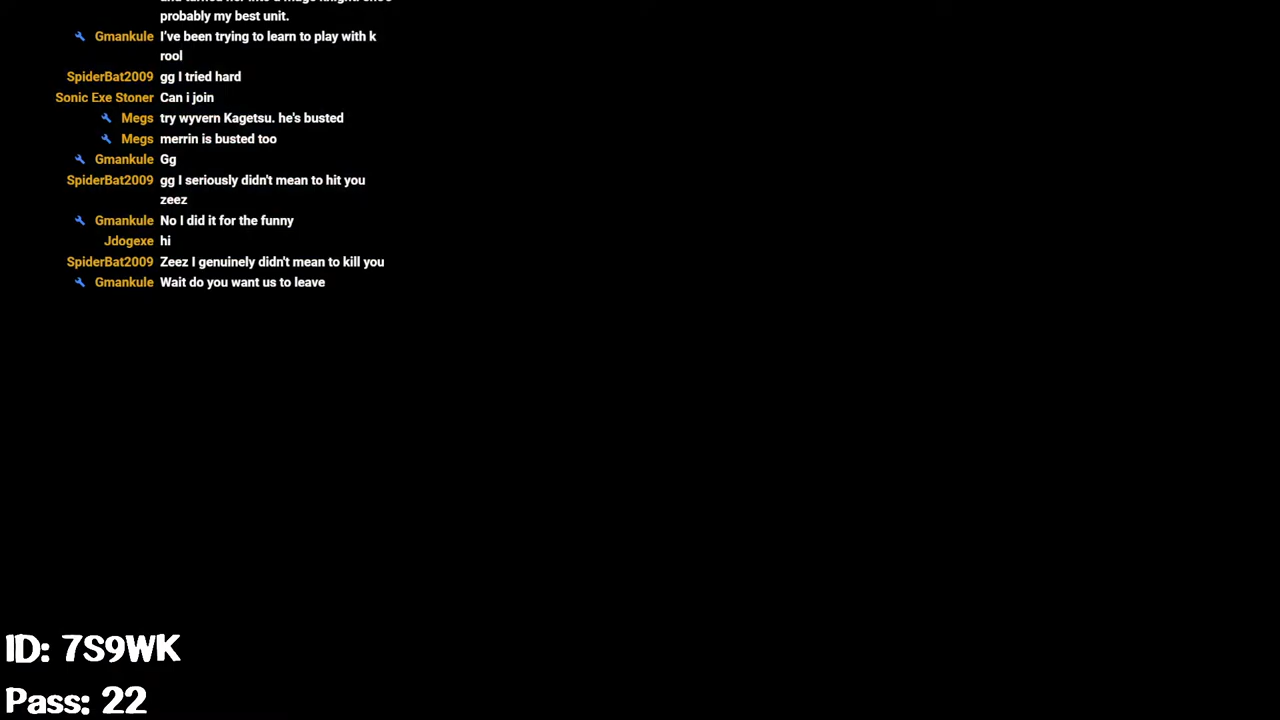 probably my best unit.
Gmankule I've been trying to learn to play with k
rool
SpiderBat2009 gg I tried hard
Sonic Exe Stoner Can i join
Megs try wyvern Kagetsu. he's busted
Megs merrin is busted too
Gmankule Gg
SpiderBat2009 gg I seriously didn't mean to hit you
zeez
Gmankule No I did it for the funny
Jdogexe hi
SpiderBat2009 Zeez I genuinely didn't mean to kill you
Gmankule Wait do you want us to leave
ID: 7S9WK
Pass: 22